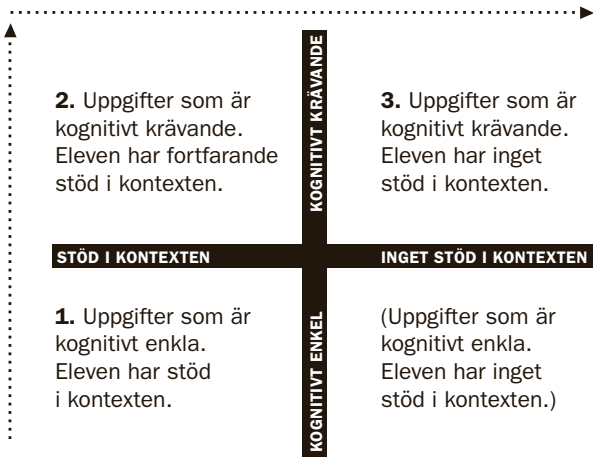 2. Uppgifter som är
kognitivt krävande.
Eleven har fortfarande
stöd i kontexten.
KOGNITIVT KRÄVANDE
3. Uppgifter som är
kognitivt krävande.
Eleven har inget
stöd i kontexten.
STÖD I KONTEXTEN
INGET STÖD I KONTEXTEN
1. Uppgifter som är
kognitivt enkla.
Eleven har stöd
i kontexten.
KOGNITIVT ENKEL
(Uppgifter som är
kognitivt enkla.
Eleven har inget
stöd i kontexten.)